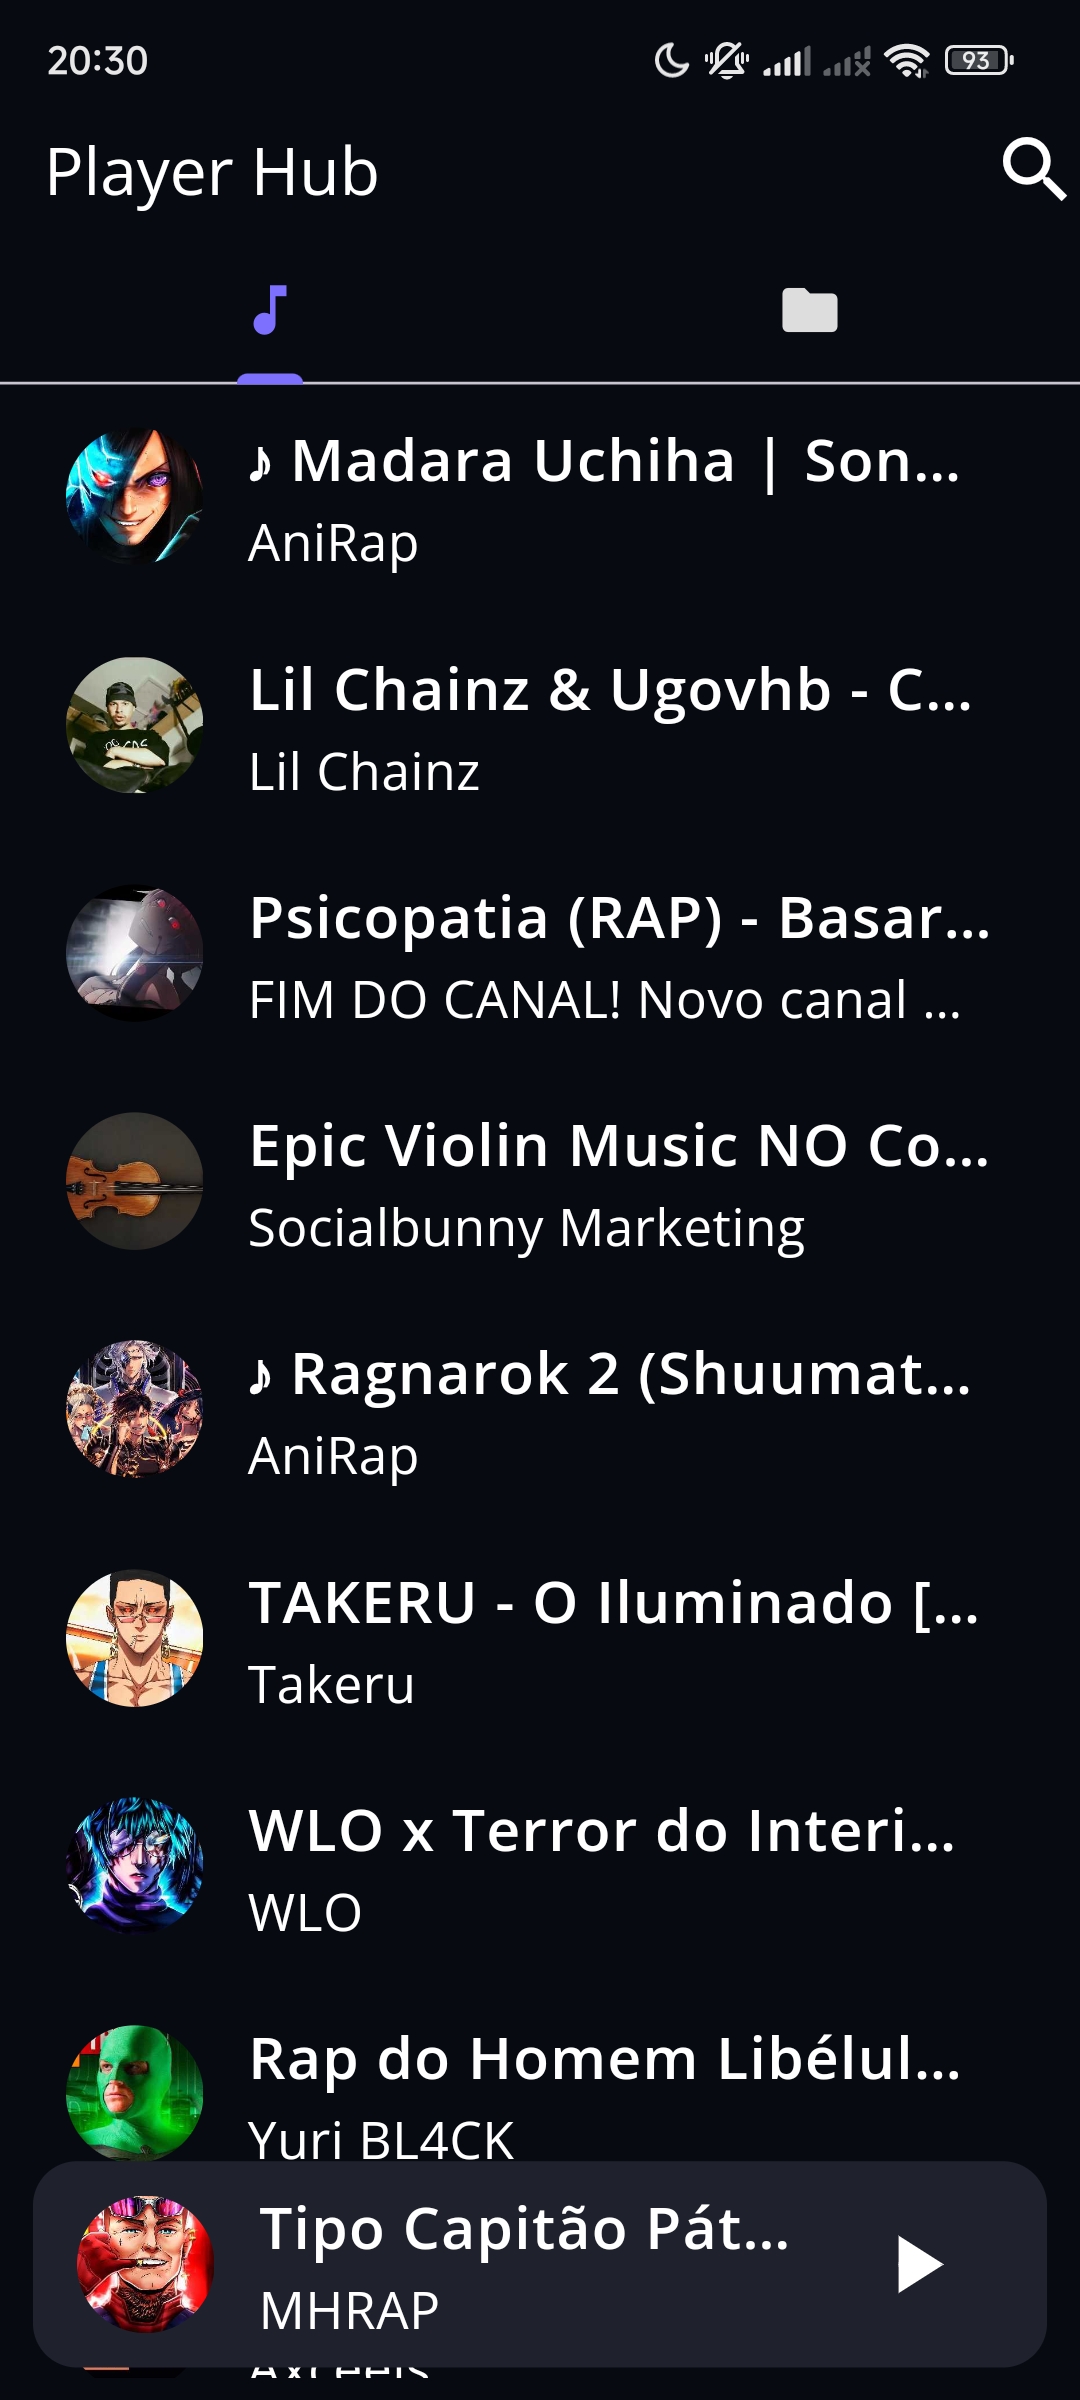 20:30
93
Player Hub
♪ Madara Uchiha | Son...
AniRap
Lil Chainz & Ugovhb - C...
Lil Chainz
Psicopatia (RAP) - Basar...
FIM DO CANAL! Novo canal ...
Epic Violin Music NO Co...
Socialbunny Marketing
♪ Ragnarok 2 (Shuumat...
AniRap
TAKERU - O Iluminado [...
Takeru
WLO x Terror do Interi...
WLO
Rap do Homem Libélul...
Yuri BL4CK
Tipo Capitão Pát...
MHRAP